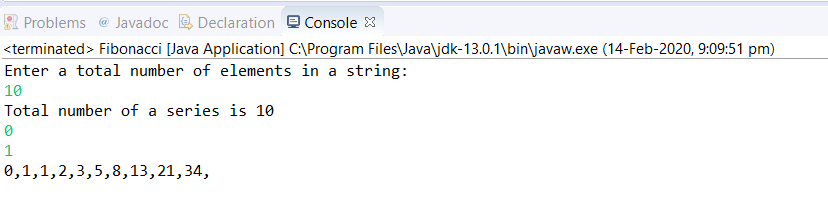 Problems @ Javadoc Declaration Console
<terminated> Fibonacci [Java Application] C:\Program Files\Java\jdk-13.0.1\bin\javaw.exe (14-Feb-2020, 9:09:51 pm)
Enter a total number of elements in a string:
10
Total number of a series is 10
0
1
0,1,1,2,3,5,8,13,21,34,